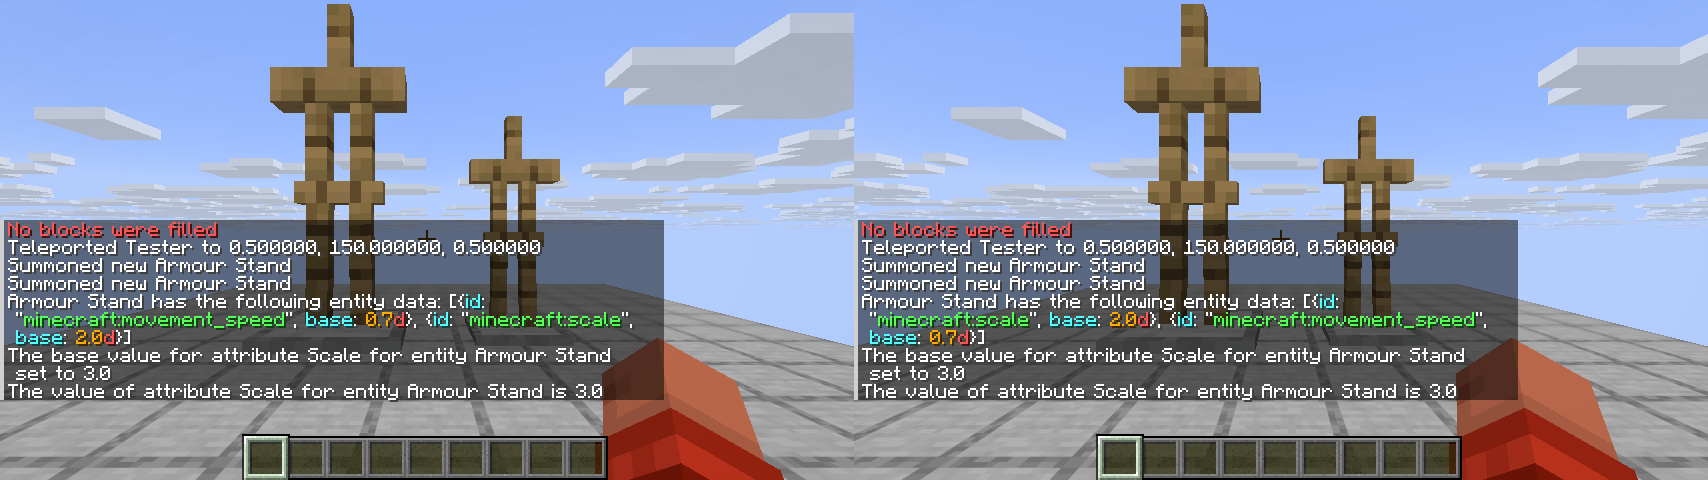 No blocks were filled
Teleported Tester to 0.500000, 150.000000, 0.500000
Summoned new Armour Stand
Summoned new Armour Stand
Armour Stand has the following entity data: [{id:
"minecraft:movement_speed", base: 0.7d}, {id: "minecraft:scale",
base: 2.0d}]
The base value for attribute Scale for entity Armour Stand
set to 3.0
The value of attribute Scale for entity Armour Stand is 3.0
No blocks were filled
Teleported Tester to 0.500000, 150.000000, 0.500000
Summoned new Armour Stand
Summoned new Armour Stand
Armour Stand has the following entity data: [{id:
"minecraft:scale", base: 2.0d}, {id: "minecraft:movement_speed",
base: 0.7d}]
The base value for attribute Scale for entity Armour Stand
set to 3.0
The value of attribute Scale for entity Armour Stand is 3.0